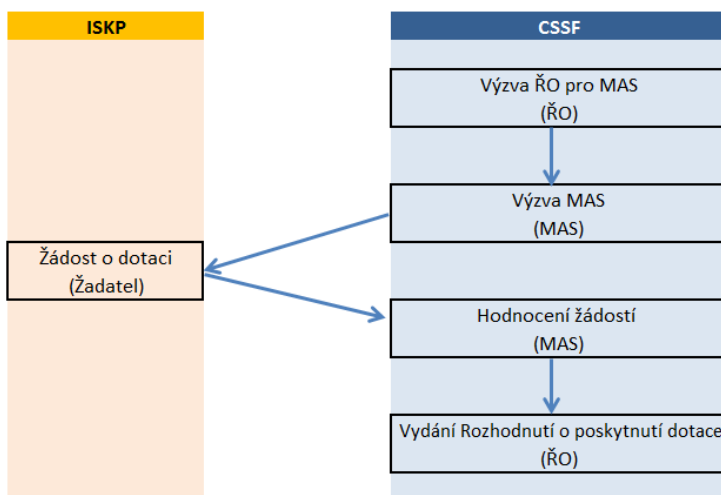 ISKP
CSSF
Výzva ŘO pro MAS
(ŘO)
Výzva MAS
(MAS)
Žádost o dotaci
(Žadatel)
Hodnocení žádostí
(MAS)
Vydání Rozhodnutí o poskytnutí dotace
(ŘO)